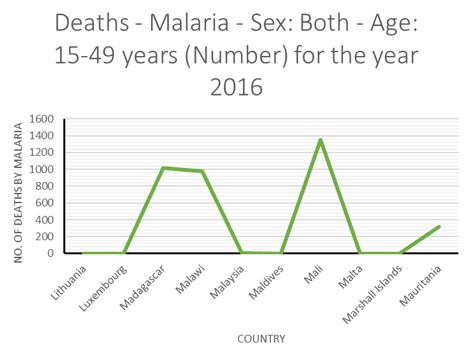 Deaths - Malaria - Sex: Both - Age:
15-49 years (Number) for the year
2016
1600
1400
1200
1000
800
600
400
200
0
NO. OF DEATHS BY MALARIA
Lithuania
Luxembourg
Madagascar
Malawi
Malaysia
Maldives
Mali
Malta
Marshall Islands
Mauritania
COUNTRY